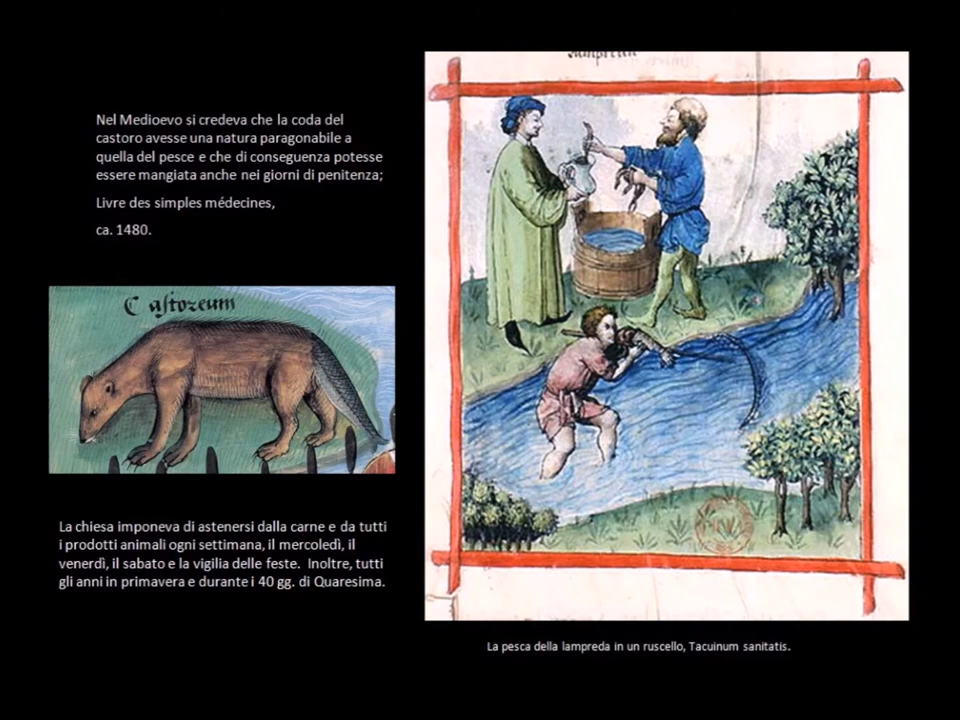 Nel Medioevo si credeva che la coda del
castoro avesse una natura paragonabile a
quella del pesce e che di conseguenza potesse
essere mangiata anche nei giorni di penitenza;
Livre des simples médecines,
ca. 1480.
Castoreum
La chiesa imponeva di astenersi dalla carne e da tutti
i prodotti animali ogni settimana, il mercoledì, il
venerdì, il sabato e la vigilia delle feste. Inoltre, tutti
gli anni in primavera e durante i 40 gg. di Quaresima.
La pesca della lampreda in un ruscello, Tacuinum sanitatis.